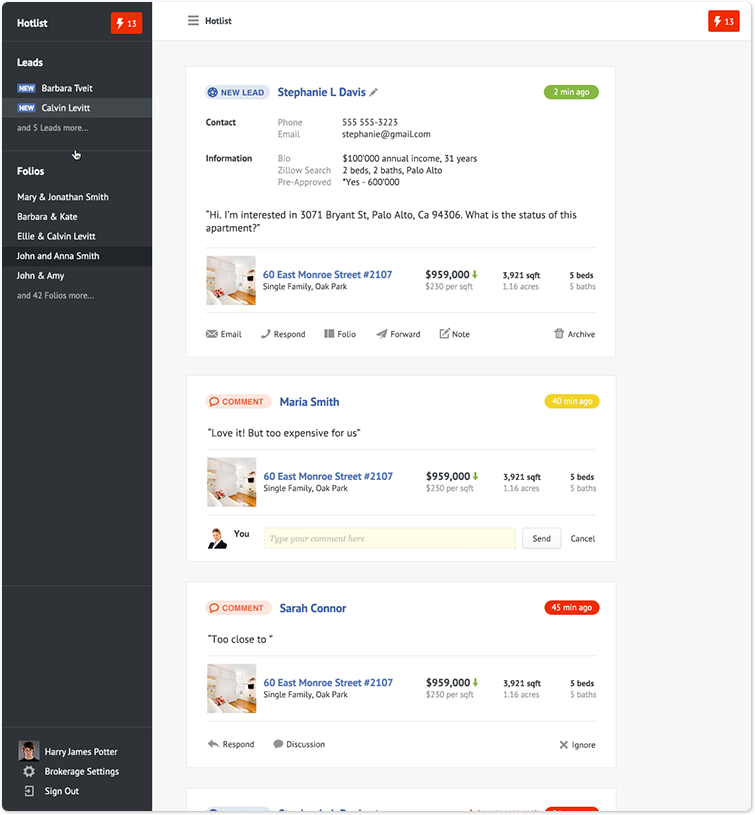 Hotlist
13
Leads
NEW Barbara Tveit
NEW Calvin Levitt
and 5 Leads more...
Folios
Mary & Jonathan Smith
Barbara & Kate
Ellie & Calvin Levitt
John and Anna Smith
John & Amy
and 42 Folios more...
Harry James Potter
Brokerage Settings
Sign Out
Hotlist
13
NEW LEAD Stephanie L Davis 2 min ago
Contact Phone 555 555-3223
Email stephanie@gmail.com
Information Bio $100'000 annual income, 31 years
Zillow Search 2 beds, 2 baths, Palo Alto
Pre-Approved *Yes - 600'000
"Hi. I'm interested in 3071 Bryant St, Palo Alto, Ca 94306. What is the status of this
apartment?"
60 East Monroe Street #2107 $959,000 3,921 sqft 5 beds
Single Family, Oak Park $230 per sqft 1.16 acres 5 baths
Email Respond Folio Forward Note Archive
COMMENT Maria Smith 40 min ago
"Love it! But too expensive for us"
60 East Monroe Street #2107 $959,000 3,921 sqft 5 beds
Single Family, Oak Park $230 per sqft 1.16 acres 5 baths
You Type your comment here Send Cancel
COMMENT Sarah Connor 45 min ago
"Too close to "
60 East Monroe Street #2107 $959,000 3,921 sqft 5 beds
Single Family, Oak Park $230 per sqft 1.16 acres 5 baths
Respond Discussion Ignore